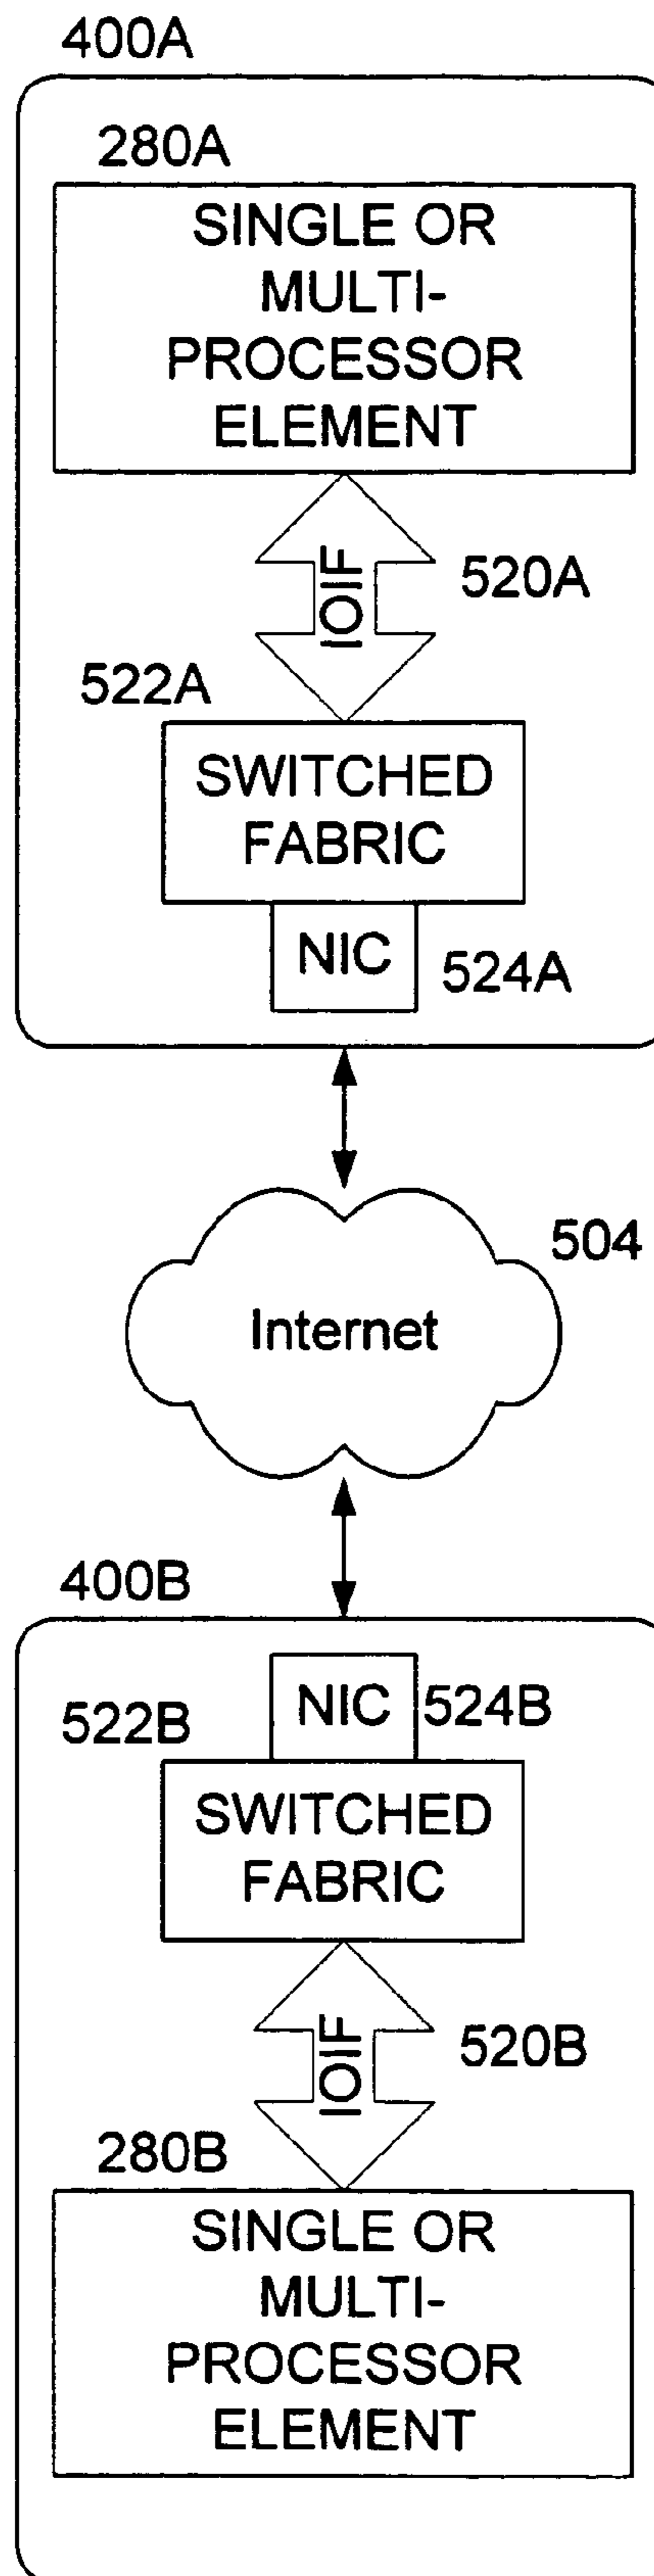 400A
280A
SINGLE OR
MULTI-
PROCESSOR
ELEMENT
IOIF
520A
522A
SWITCHED
FABRIC
NIC
524A
504
Internet
400B
NIC
524B
522B
SWITCHED
FABRIC
IOIF
520B
280B
SINGLE OR
MULTI-
PROCESSOR
ELEMENT